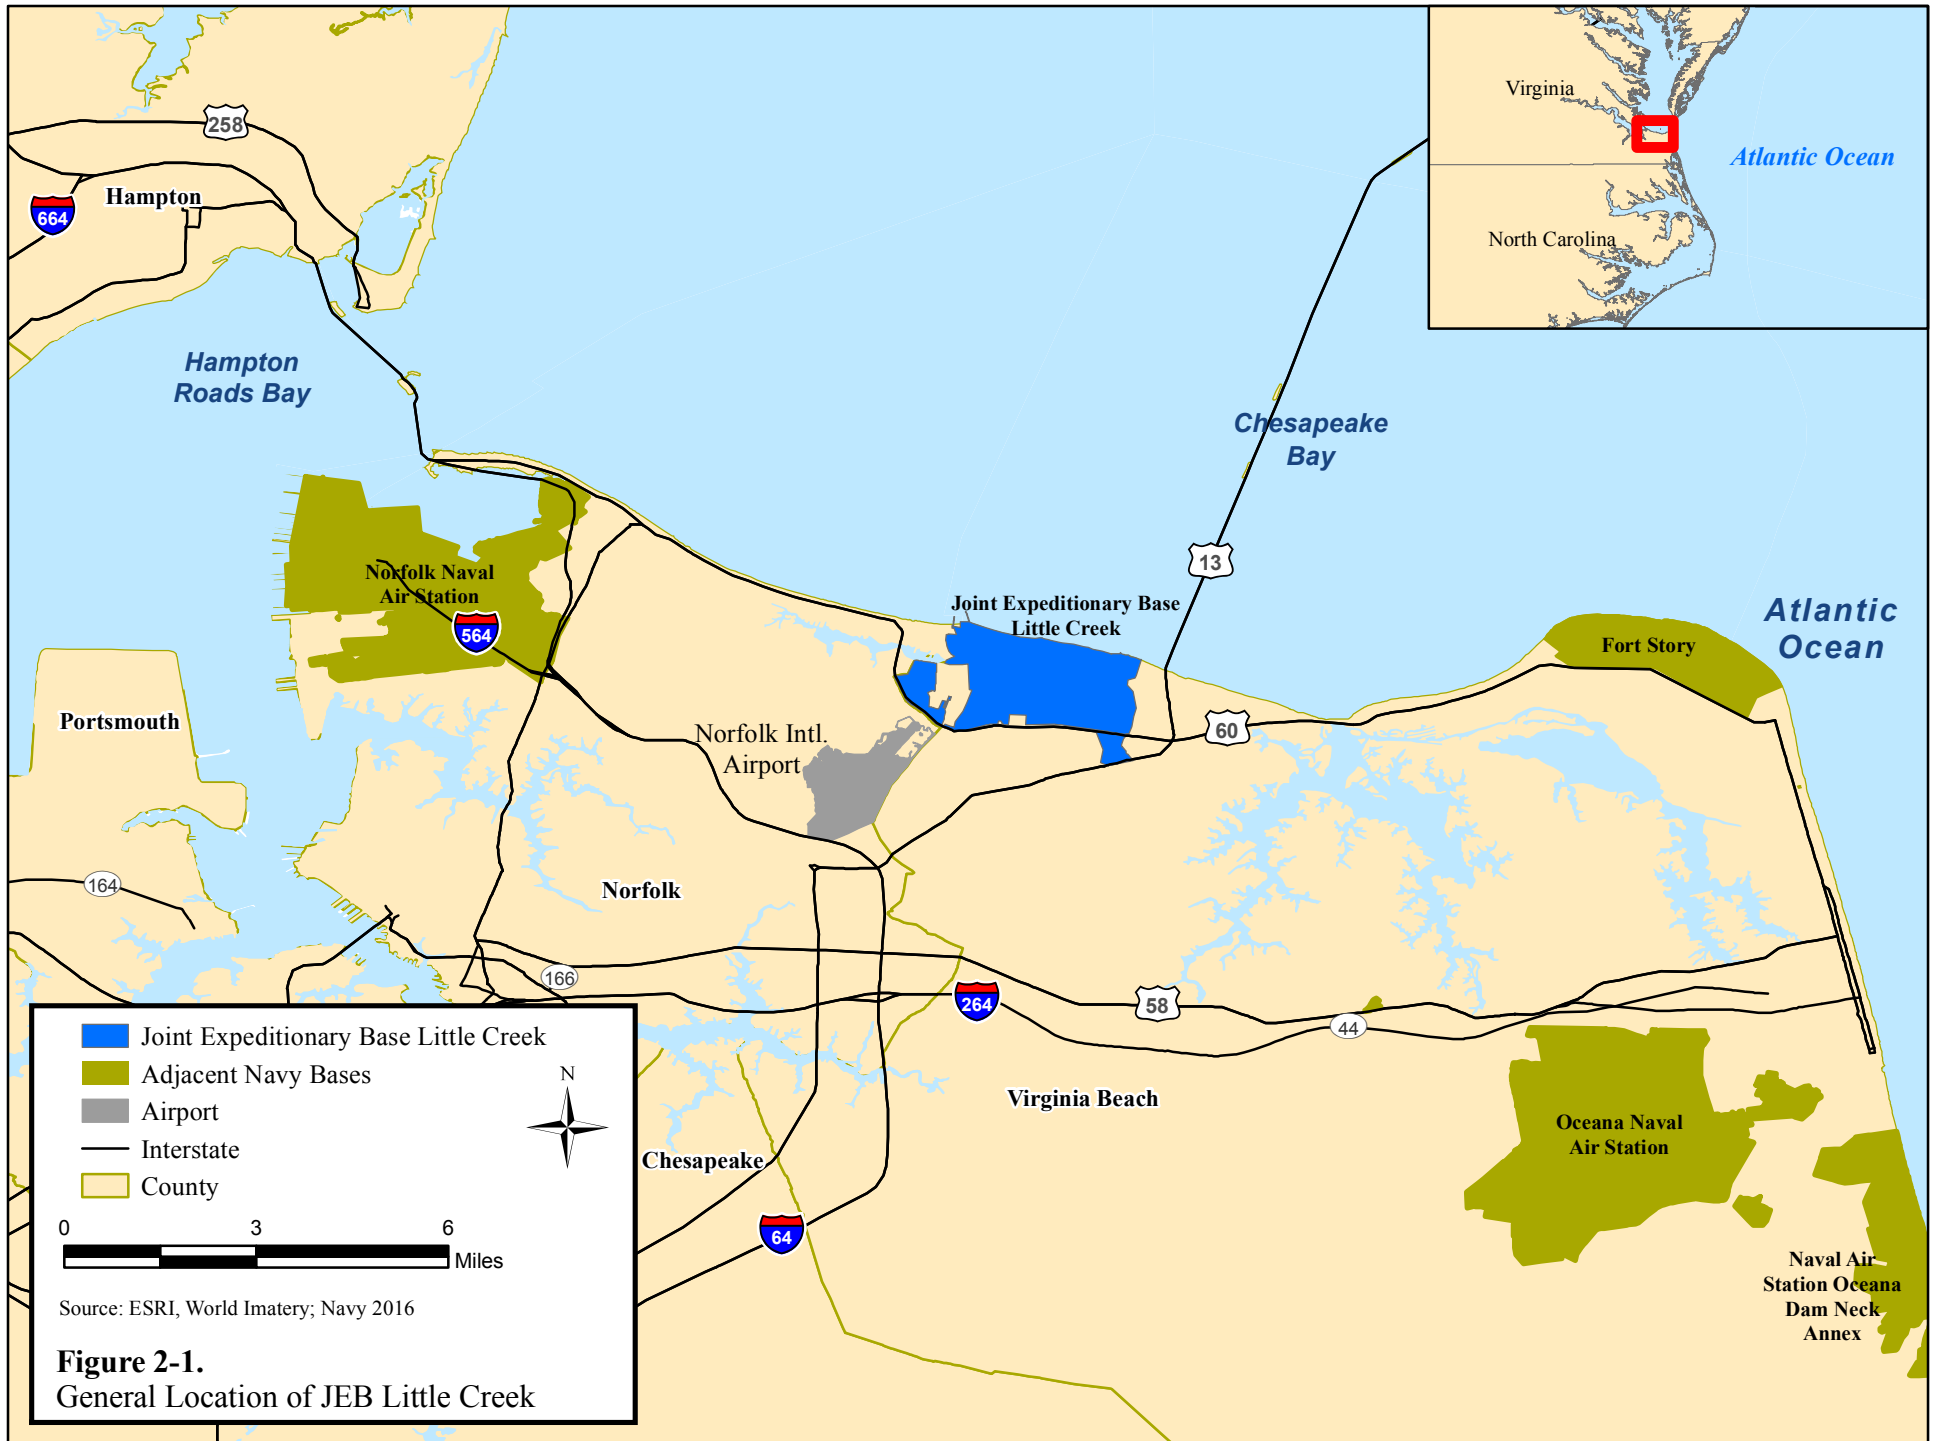 258
664
Hampton
Hampton
Roads Bay
Virginia
Atlantic Ocean
North Carolina
Chesapeake
Bay
13
Norfolk Naval
Air Station
564
Joint Expeditionary Base
Little Creek
Fort Story
Atlantic
Ocean
Portsmouth
Norfolk Intl.
Airport
60
164
Norfolk
166
264
58
44
Virginia Beach
Chesapeake
64
Oceana Naval
Air Station
Naval Air
Station Oceana
Dam Neck
Annex
Joint Expeditionary Base Little Creek
Adjacent Navy Bases
Airport
Interstate
County
N
0 3 6
Miles
Source: ESRI, World Imatery; Navy 2016
Figure 2-1.
General Location of JEB Little Creek